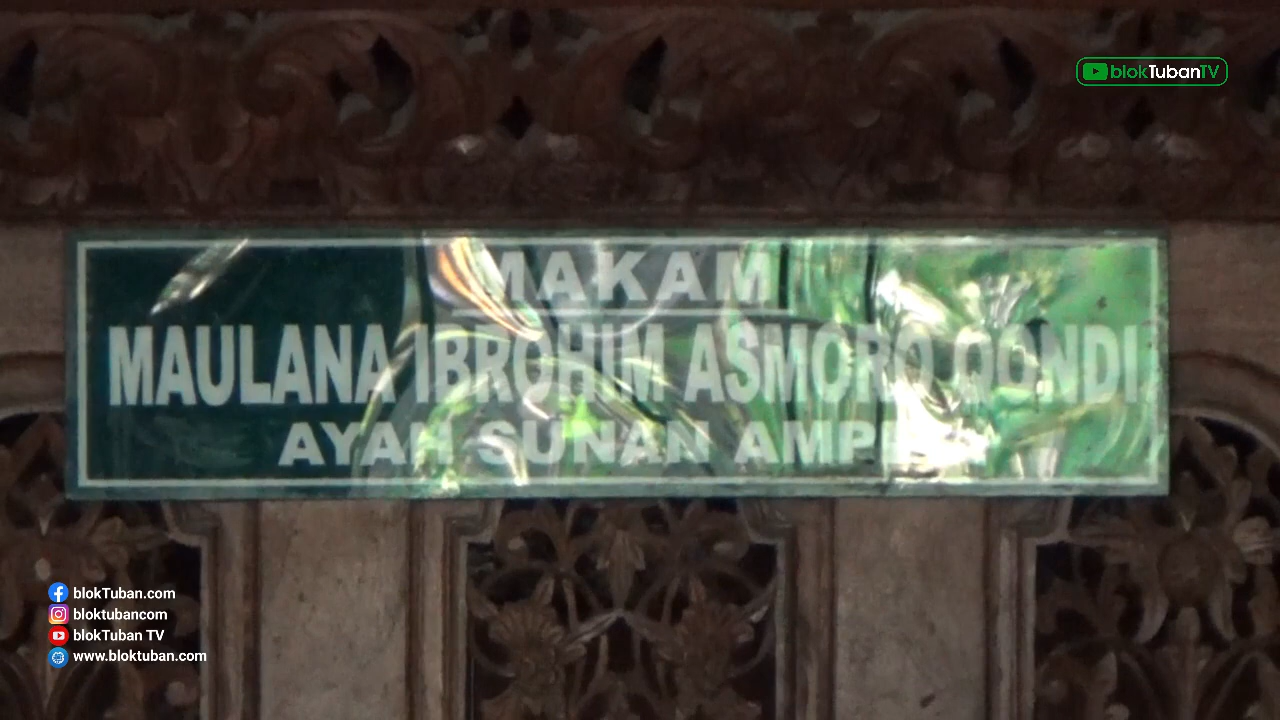 blokTubanTV
MAKAM
MAULANA IBROHIM ASMORO QONDI
AYAH SUNAN AMPEL
blokTuban.com
bloktubancom
blokTuban TV
www.bloktuban.com